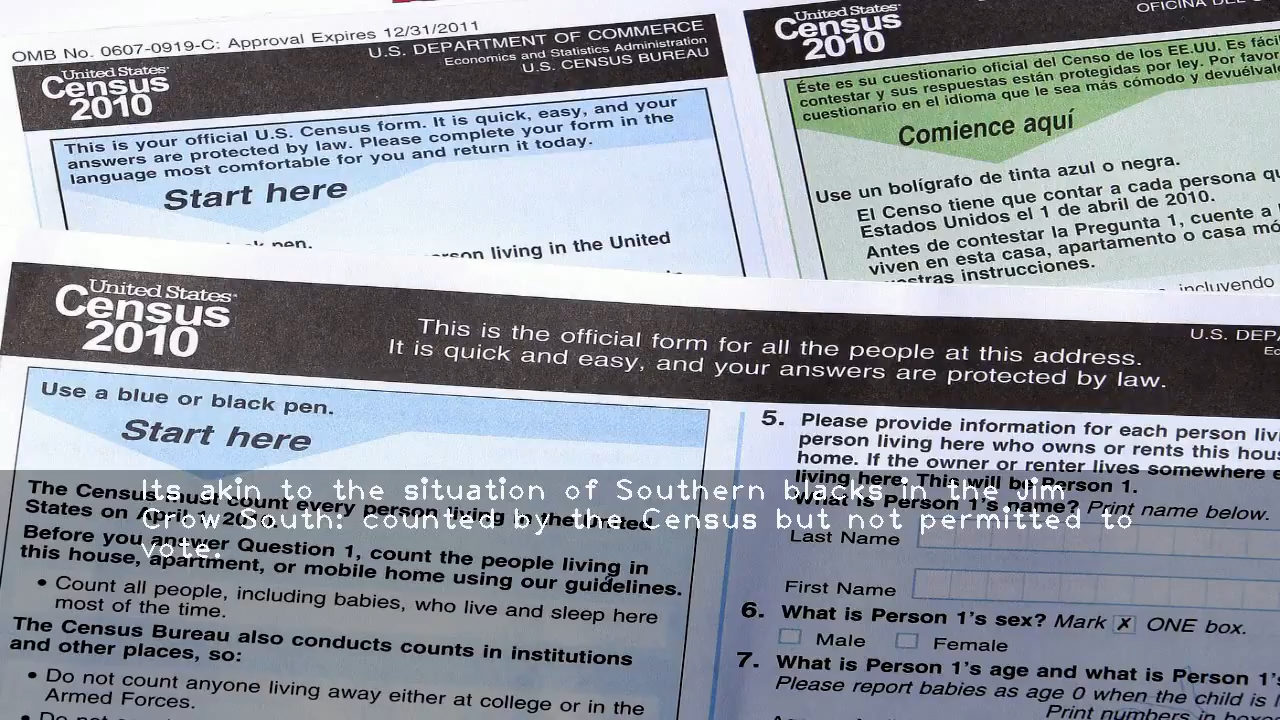 OMB No. 0607-0919-C: Approval Expires 12/31/2011
United States
Census
2010
U.S. DEPARTMENT OF COMMERCE
Economics and Statistics Administration
U.S. CENSUS BUREAU
This is your official U.S. Census form. It is quick, easy, and your
answers are protected by law. Please complete your form in the
language most comfortable for you and return it today.
Start here
pen.
living in the United
United States
Census
2010
OFICINA DEL
Éste es su cuestionario oficial del Censo de los EE.UU. Es
contestar y sus respuestas están protegidas por ley. Por favor
cuestionario en el idioma que le sea más cómodo y
Comience aquí
Use un bolígrafo de tinta azul o negra.
El Censo tiene que contar a cada persona
Estados Unidos el 1 de abril de 2010.
Antes de contestar la Pregunta 1, cuente a
viven en esta casa, apartamento o casa
instrucciones.
incluyendo
United States
Census
2010
This is the official form for all the people at this address.
It is quick and easy, and your answers are protected by law.
U.S.
Use a blue or black pen.
Start here
The Census must count every person living in the United
States on April 1, 2010.
Before you answer Question 1, count the people living in
this house, apartment, or mobile home using our guidelines.
• Count all people, including babies, who live and sleep here
most of the time.
The Census Bureau also conducts counts in institutions
and other places, so:
• Do not count anyone living away either at college or in the
Armed Forces.
5. Please provide information for each person
person living here who owns or rents this
home. If the owner or renter lives somewhere
living here. This will be Person 1.
What is Person 1's name? Print name below.
Last Name
First Name
6. What is Person 1's sex? Mark X ONE box.
Male Female
7. What is Person 1's age and what is Person
Please report babies as age 0 when the child is
Print numbers in
Its akin to the situation of Southern blacks in the Jim
Crow South: counted by the Census but not permitted to
vote.